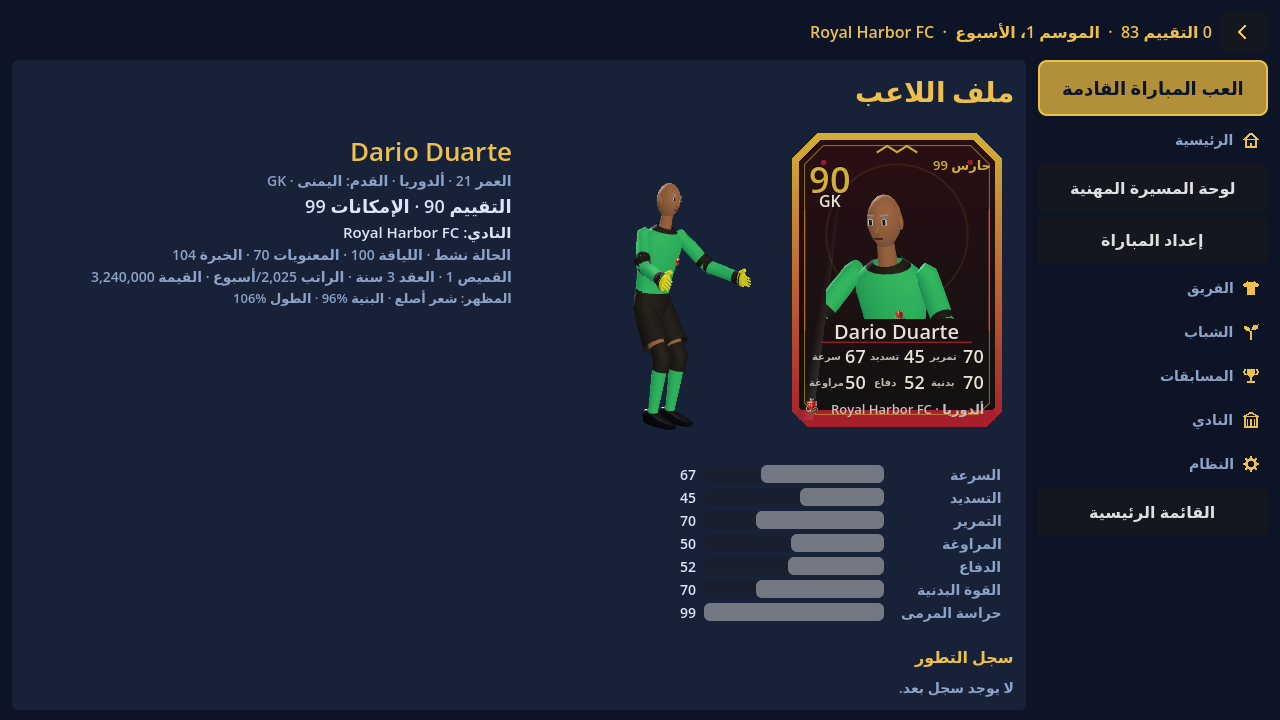 Royal Harbor FC · الموسم 1، الأسبوع 0 التقييم 83
العب المباراة القادمة
الرئيسية
لوحة المسيرة المهنية
إعداد المباراة
الفريق
الشباب
المسابقات
النادي
النظام
القائمة الرئيسية
ملف اللاعب
حارس 99
90
GK
Dario Duarte
70 تمرير 45 تسديد 67 سرعة
70 بدنية 52 دفاع 50 مراوغة
ألدوريا · Royal Harbor FC
Dario Duarte
العمر 21 · ألدوريا · القدم: اليمنى · GK
التقييم 90 · الإمكانات 99
النادي: Royal Harbor FC
الحالة نشط · اللياقة 100 · المعنويات 70 · الخبرة 104
القميص 1 · العقد 3 سنة · الراتب 2,025/أسبوع · القيمة 3,240,000
المظهر: شعر أصلع · البنية 96% · الطول 106%
السرعة 67
التسديد 45
التمرير 70
المراوغة 50
الدفاع 52
القوة البدنية 70
حراسة المرمى 99
سجل التطور
لا يوجد سجل بعد.